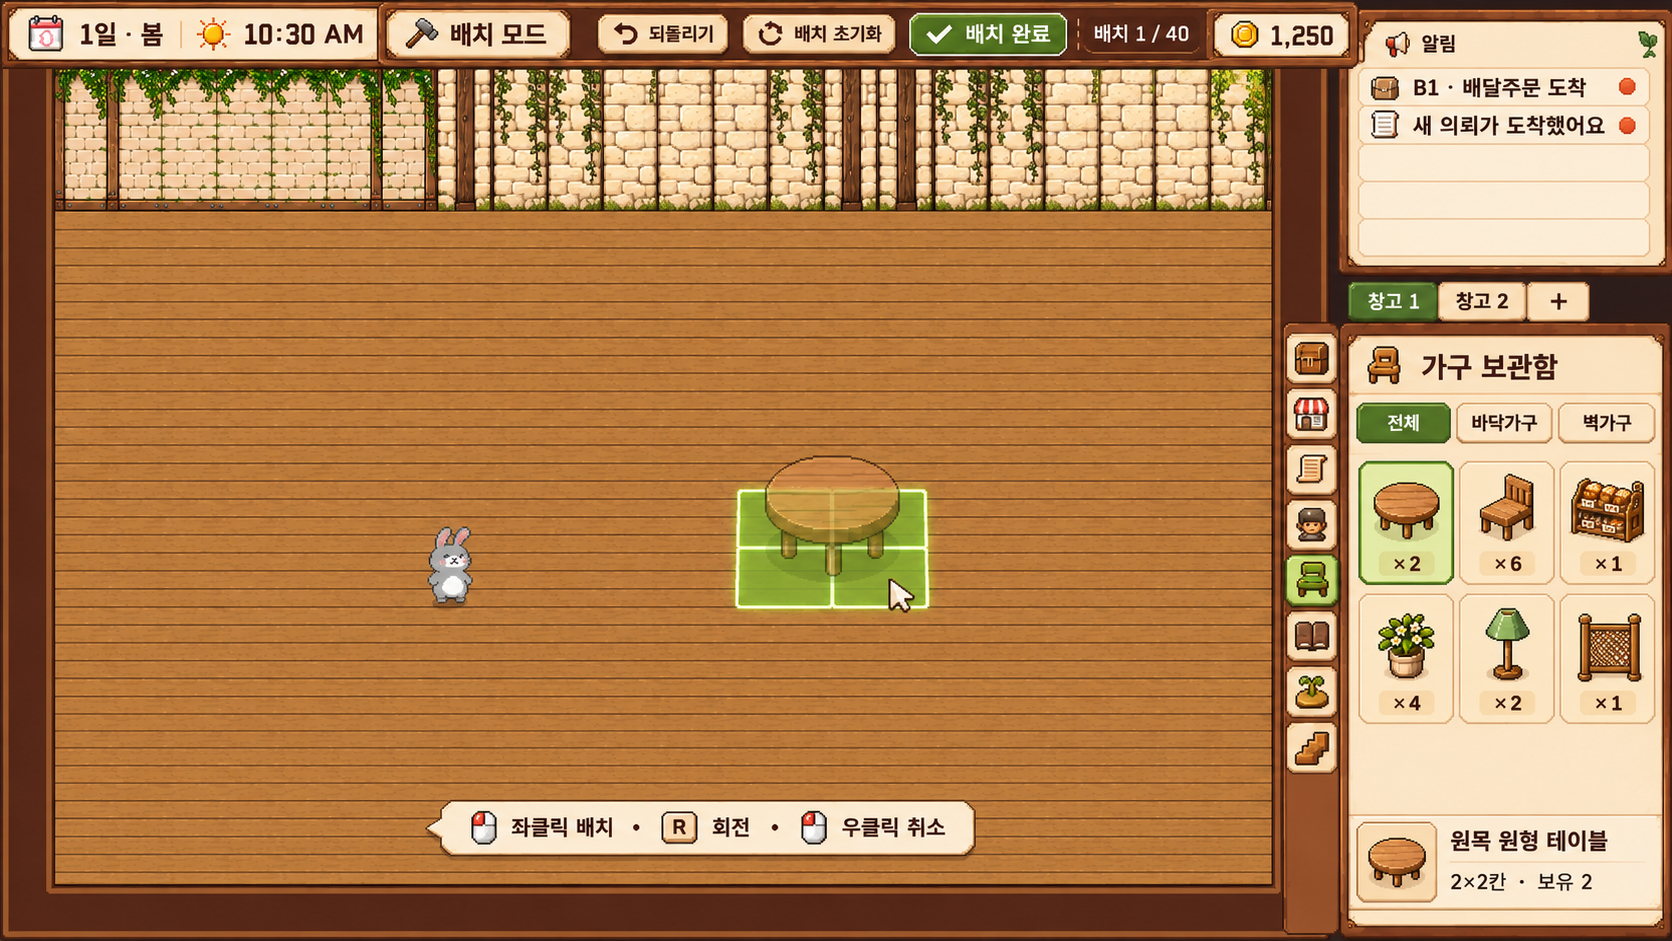 1일 · 봄
10:30 AM
배치 모드
되돌리기
배치 초기화
배치 완료
배치 1 / 40
1,250
알림
B1 · 배달주문 도착
새 의뢰가 도착했어요
창고 1
창고 2
+
가구 보관함
전체
바닥가구
벽가구
×2
×6
×1
×4
×2
×1
원목 원형 테이블
2×2칸 · 보유 2
좌클릭 배치 • R 회전 • 우클릭 취소